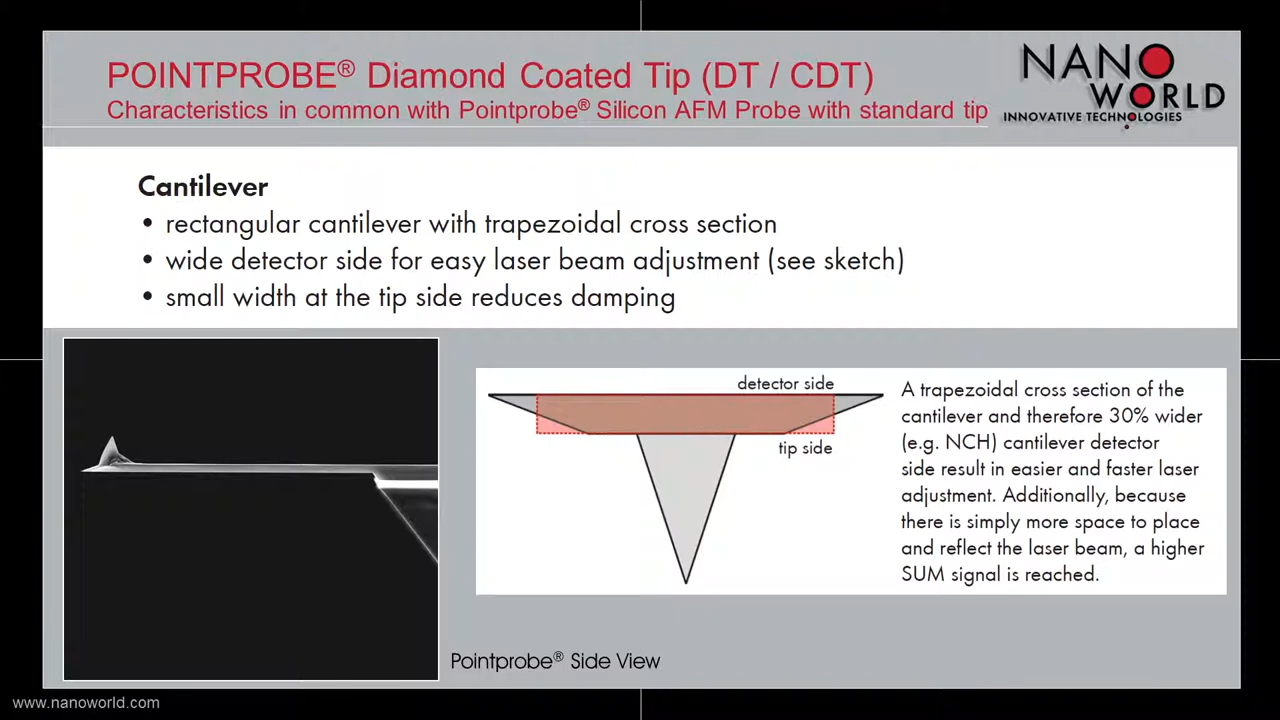 POINTPROBE® Diamond Coated Tip (DT / CDT)
Characteristics in common with Pointprobe® Silicon AFM Probe with standard tip
NANO
WORLD
INNOVATIVE TECHNOLOGIES
Cantilever
• rectangular cantilever with trapezoidal cross section
• wide detector side for easy laser beam adjustment (see sketch)
• small width at the tip side reduces damping
detector side
tip side
A trapezoidal cross section of the
cantilever and therefore 30% wider
(e.g. NCH) cantilever detector
side result in easier and faster laser
adjustment. Additionally, because
there is simply more space to place
and reflect the laser beam, a higher
SUM signal is reached.
Pointprobe® Side View
www.nanoworld.com